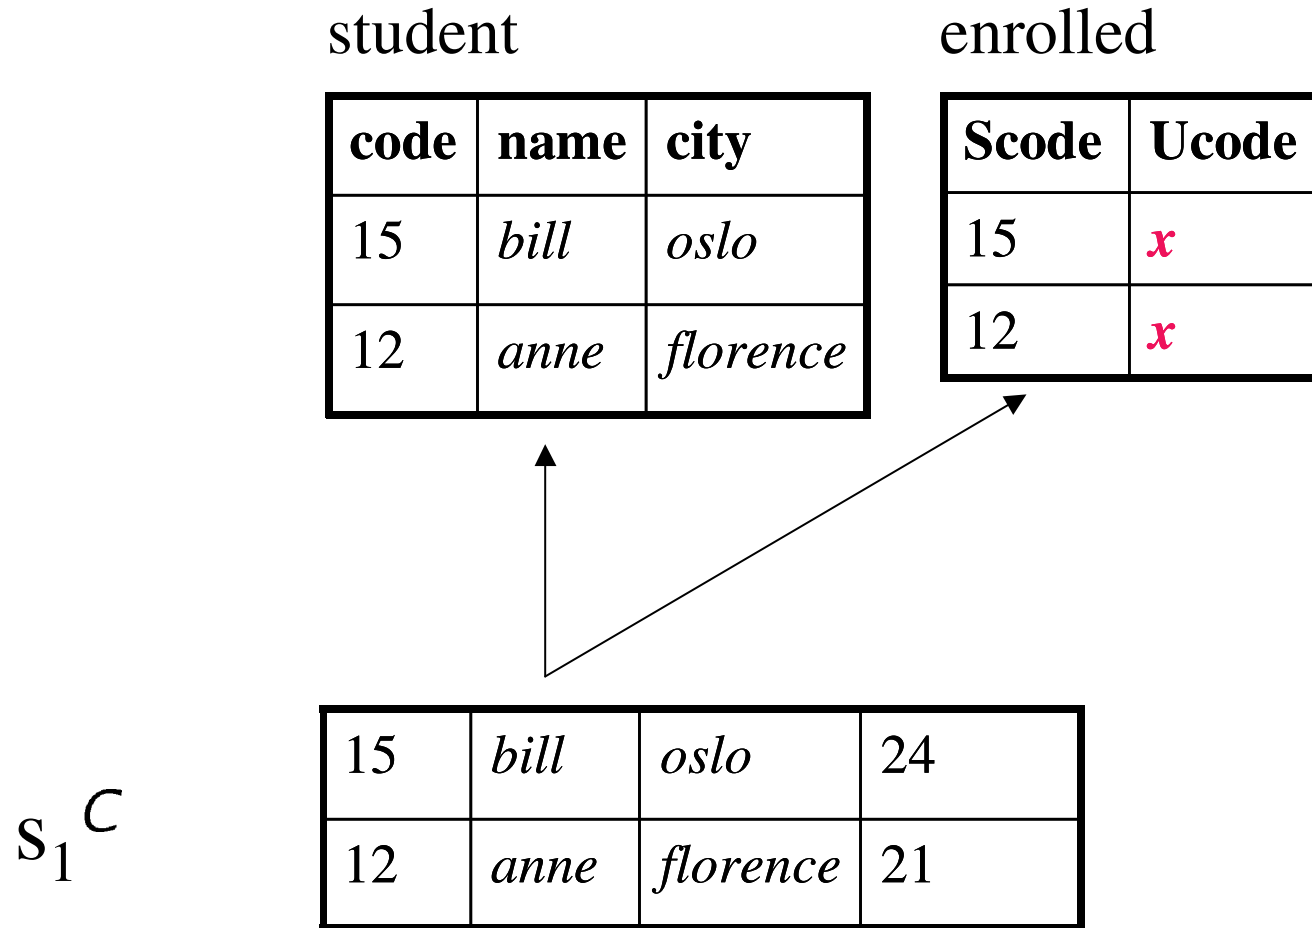 student enrolled
code name city Scode Ucode
15 bill oslo 15 x
12 anne florence 12 x
15 bill oslo 24
s₁ᶜ
12 anne florence 21